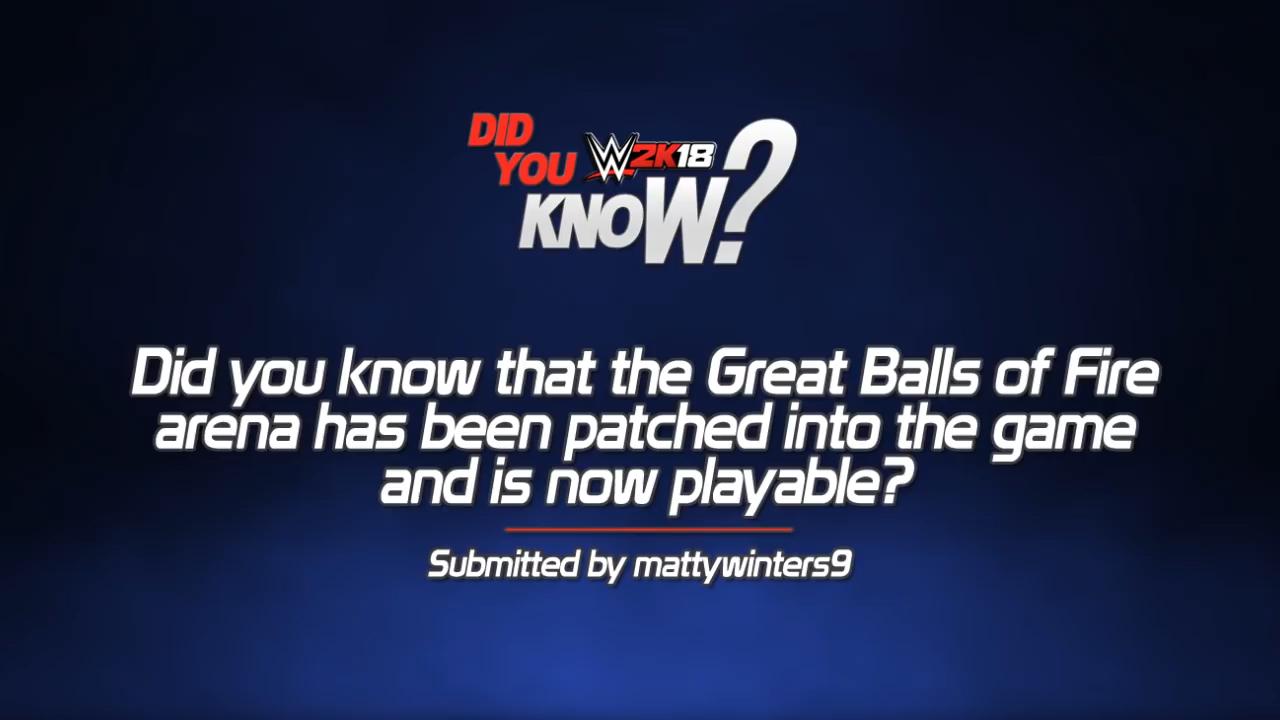 DID
YOU W 2K18
KNOW?
Did you know that the Great Balls of Fire
arena has been patched into the game
and is now playable?
Submitted by mattywinters9